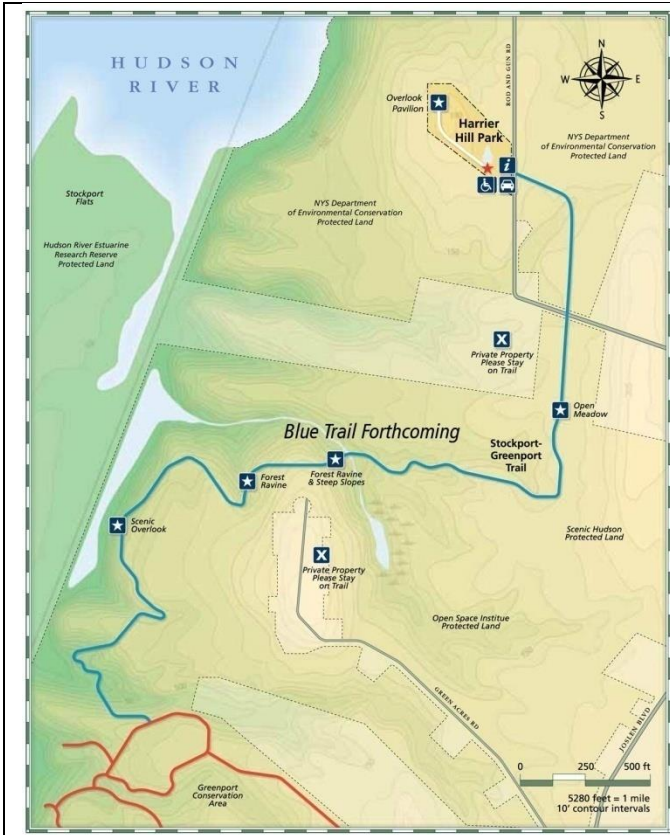 HUDSON
RIVER
N
W
E
S
Overlook
Pavilion
Harrier
Hill Park
ROD AND GUN RD
NYS Department
of Environmental Conservation
Protected Land
i
Stockport
Flats
Hudson River Estuarine
Research Reserve
Protected Land
NYS Department
of Environmental Conservation
Protected Land
150
X
Private Property
Please Stay
on Trail
Open
Meadow
Blue Trail Forthcoming
Stockport-
Greenport
Trail
Forest
Ravine
Forest Ravine
& Steep Slopes
Scenic
Overlook
X
Private Property
Please Stay
on Trail
Scenic Hudson
Protected Land
Open Space Institue
Protected Land
GREEN ACRES RD
JOSLEN BLVD
Greenport
Conservation
Area
0 250 500 ft
5280 feet = 1 mile
10' contour intervals